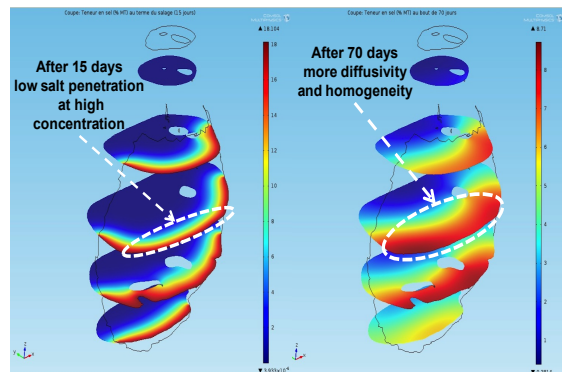 Coupe: Teneur en sel (% MT) au terme du salage (15 jours)
▲ 18.104
18
16
14
12
10
8
6
4
2
After 15 days
low salt penetration
at high
concentration
z
y
x
Coupe: Teneur en sel (% MT) au bout de 70 jours
▲ 8.71
8
7
6
5
4
3
2
1
After 70 days
more diffusivity
and homogeneity
z
y
x